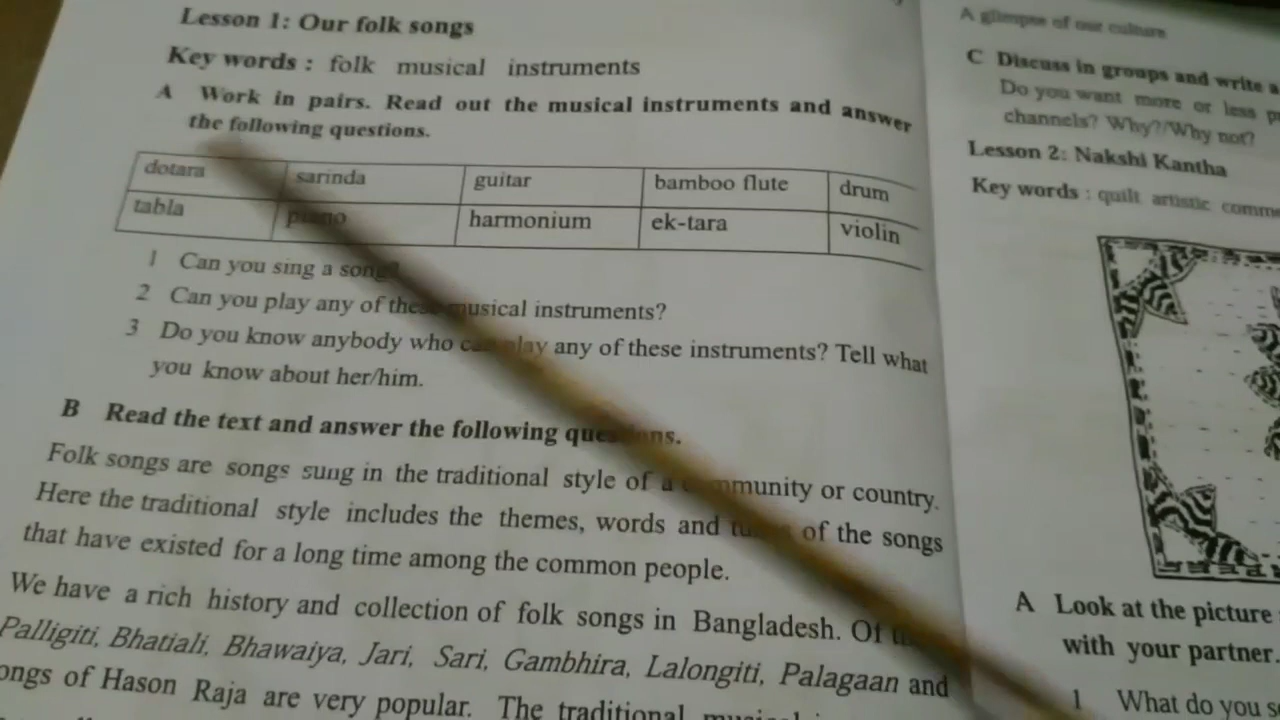 Lesson 1: Our folk songs
Key words : folk musical instruments
A Work in pairs. Read out the musical instruments and answer
the following questions.
dotara sarinda guitar bamboo flute drum
tabla piano harmonium ek-tara violin
1 Can you sing a song?
2 Can you play any of these musical instruments?
3 Do you know anybody who can play any of these instruments? Tell what
you know about her/him.
B Read the text and answer the following questions.
Folk songs are songs sung in the traditional style of a community or country.
Here the traditional style includes the themes, words and of the songs
that have existed for a long time among the common people.
We have a rich history and collection of folk songs in Bangladesh. Of
Palligiti, Bhatiali, Bhawaiya, Jari, Sari, Gambhira, Lalongiti, Palagaan and
ongs of Hason Raja are very popular. The traditional
A glimpse of our culture
C Discuss in groups and write a
Do you want more or less p
channels? Why?/Why not?
Lesson 2: Nakshi Kantha
Key words : quilt artistic comm
A Look at the picture
with your partner.
1 What do you s